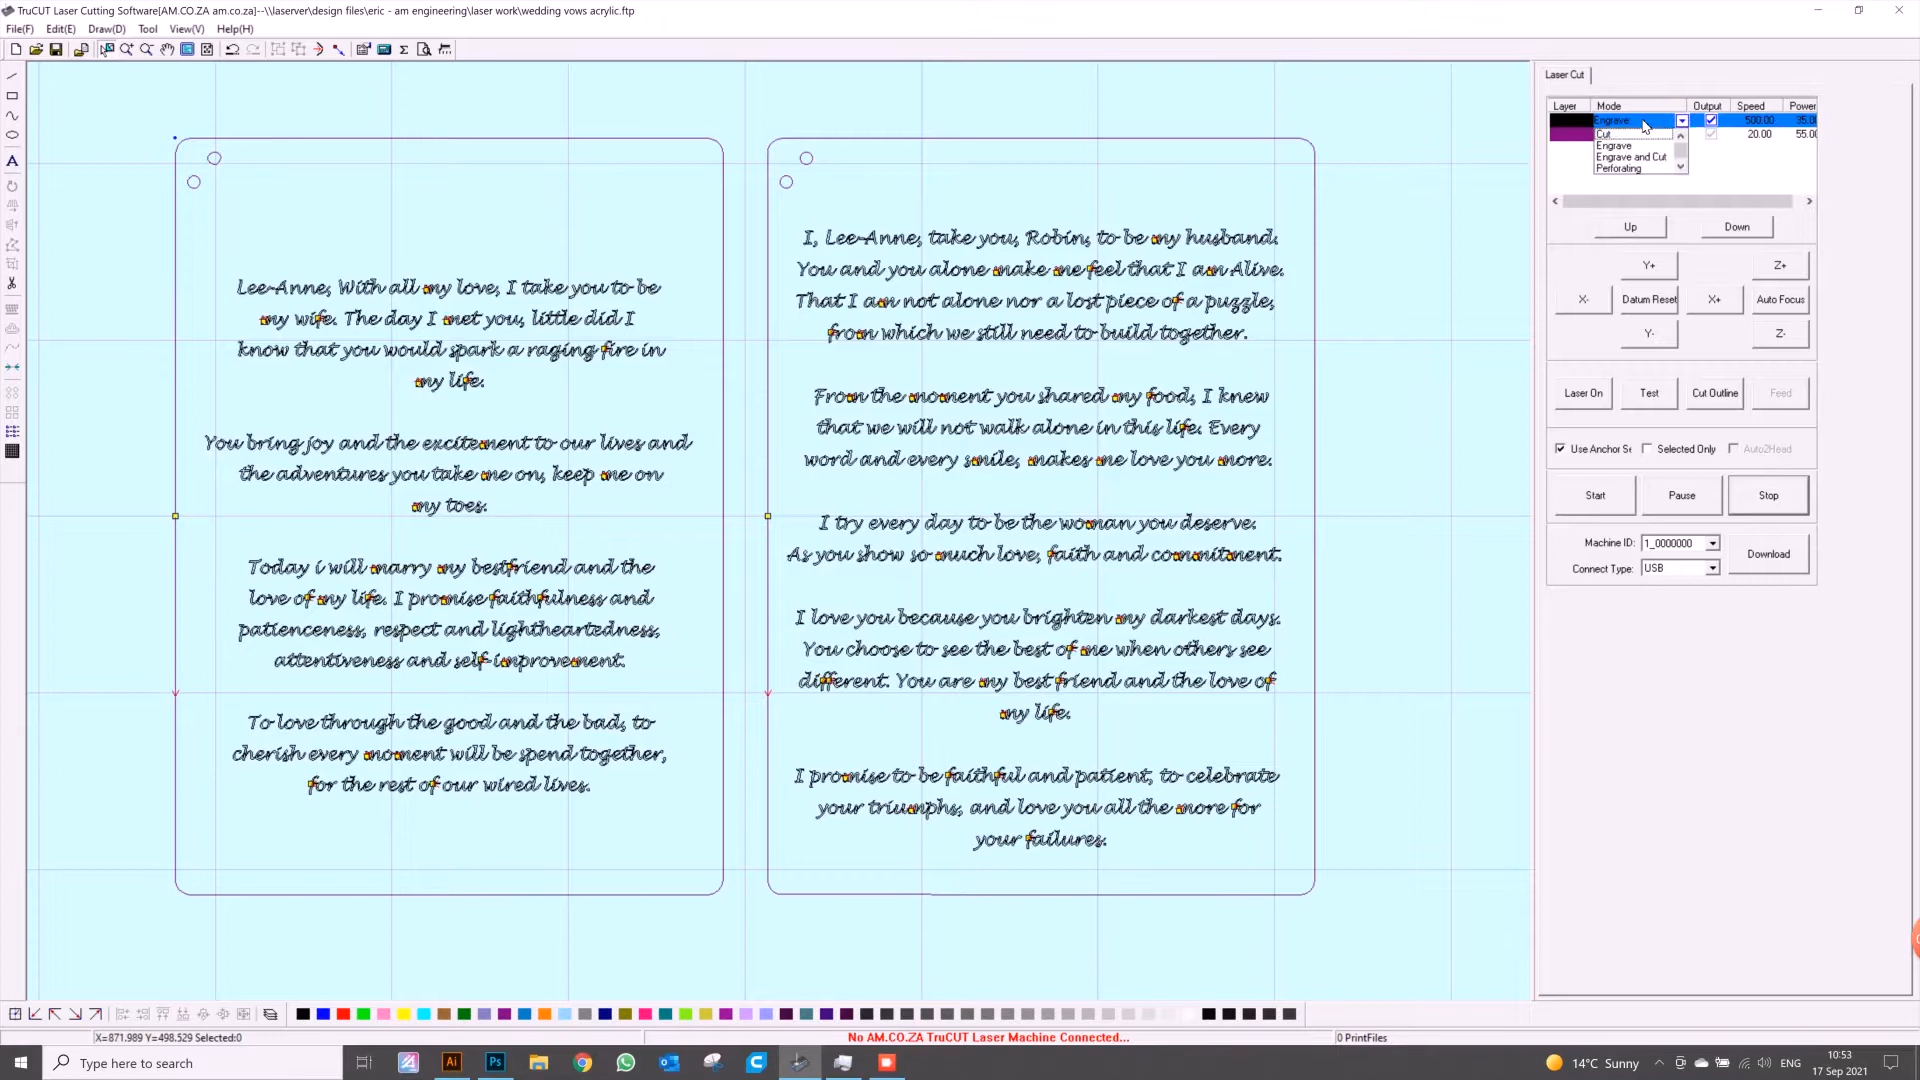 TruCUT Laser Cutting Software[AM.CO.ZA am.co.za]--\\laserver\design files\eric - am engineering\laser work\wedding vows acrylic.ftp
File(F) Edit(E) Draw(D) Tool View(V) Help(H)
Laser Cut
Layer Mode Output Speed Power
Engrave 500.00 35.0
Cut 20.00 55.0
Engrave
Engrave and Cut
Perforating
Up Down
Y+ Z+
X- Datum Reset X+ Auto Focus
Y- Z-
Laser On Test Cut Outline Feed
Use Anchor Se Selected Only Auto2Head
Start Pause Stop
Machine ID: 1_0000000 Download
Connect Type: USB
Lee-Anne, With all my love, I take you to be
my wife. The day I met you, little did I
know that you would spark a raging fire in
my life.
You bring joy and the excitement to our lives and
the adventures you take me on, keep me on
my toes.
Today i will marry my bestfriend and the
love of my life. I promise faithfulness and
patienceness, respect and lightheartedness,
attentiveness and self-improvement.
To love through the good and the bad, to
cherish every moment will be spend together,
for the rest of our wired lives.
I, Lee-Anne, take you, Robin, to be my husband.
You and you alone make me feel that I am Alive.
That I am not alone nor a lost piece of a puzzle,
from which we still need to build together.
From the moment you shared my food, I knew
that we will not walk alone in this life. Every
word and every smile, makes me love you more.
I try every day to be the woman you deserve.
As you show so much love, faith and commitment.
I love you because you brighten my darkest days.
You choose to see the best of me when others see
different. You are my best friend and the love of
my life.
I promise to be faithful and patient, to celebrate
your triumphs, and love you all the more for
your failures.
X=871.989 Y=498.529 Selected:0 No AM.CO.ZA TruCUT Laser Machine Connected... 0 PrintFiles
Type here to search Ai Ps 14°C Sunny ENG 10:53
17 Sep 2021